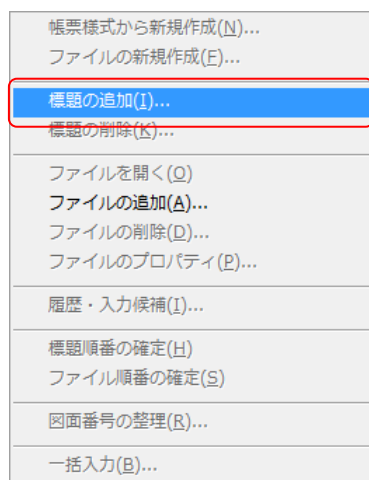 帳票様式から新規作成(N)...
ファイルの新規作成(F)...
標題の追加(I)...
標題の削除(K)...
ファイルを開く(O)
ファイルの追加(A)...
ファイルの削除(D)...
ファイルのプロパティ(P)...
履歴・入力候補(I)...
標題順番の確定(H)
ファイル順番の確定(S)
図面番号の整理(R)...
一括入力(B)...